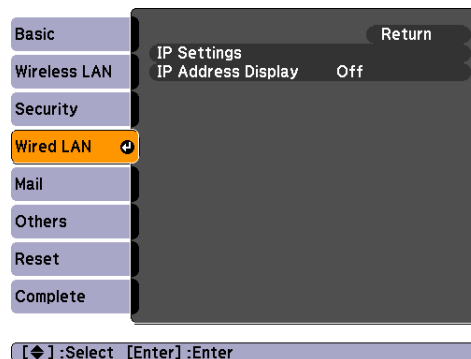 Basic
Wireless LAN
Security
Wired LAN
Mail
Others
Reset
Complete
Return
IP Settings
IP Address Display Off
[◆] :Select [Enter] :Enter